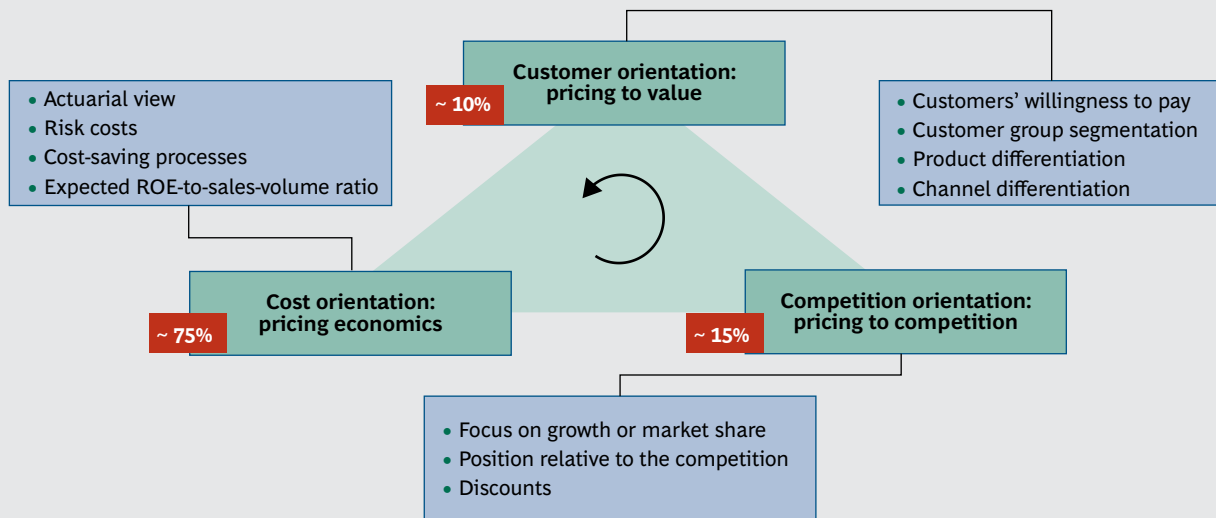 Customer orientation:
pricing to value
~ 10%
• Actuarial view
• Risk costs
• Cost-saving processes
• Expected ROE-to-sales-volume ratio
• Customers’ willingness to pay
• Customer group segmentation
• Product differentiation
• Channel differentiation
Cost orientation:
pricing economics
~ 75%
Competition orientation:
pricing to competition
~ 15%
• Focus on growth or market share
• Position relative to the competition
• Discounts